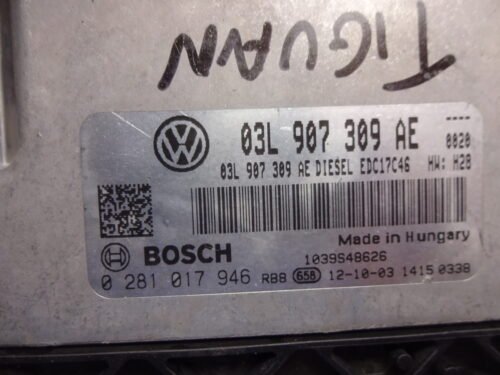 TIGUAN
03L 907 309 AE ----
0020
03L 907 309 AE DIESEL EDC17C46 HW: H28
Made in Hungary
BOSCH 1039S48626
0 281 017 946 RBB 658 12-10-03 1415 0338